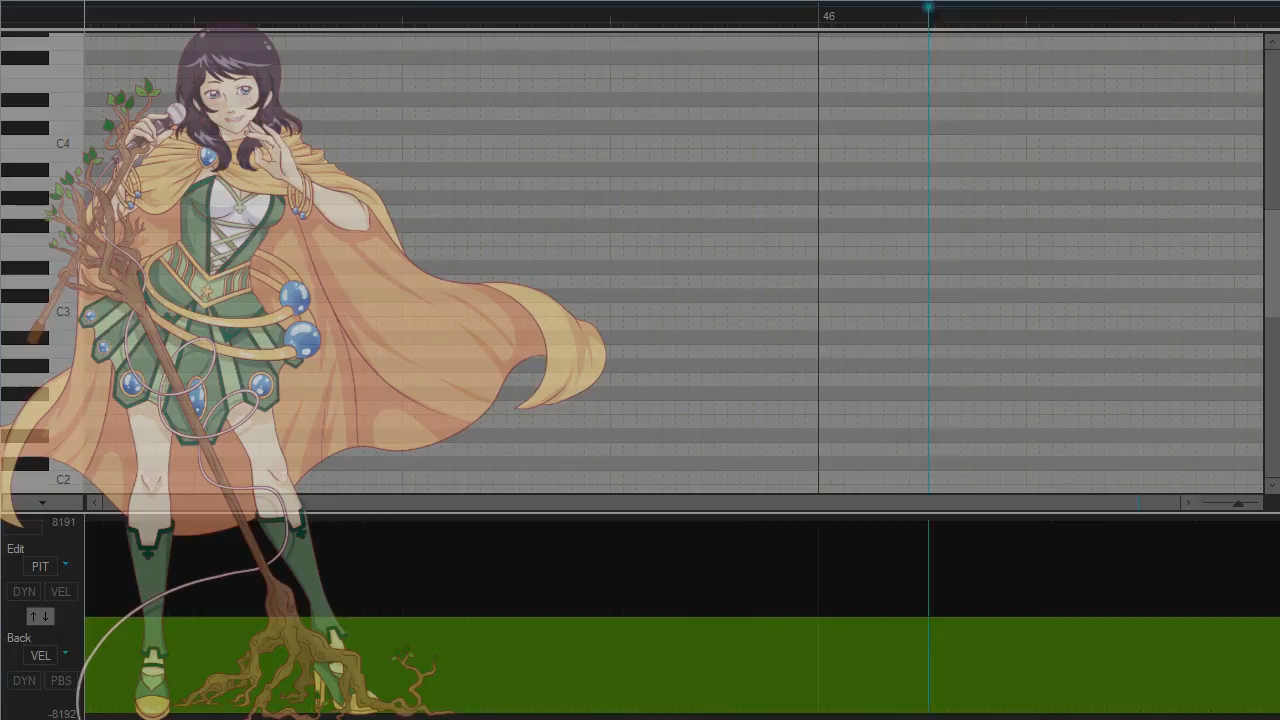 46
C4
C3
C2
8191
Edit
PIT
DYN VEL
Back
VEL
DYN PBS
-8192